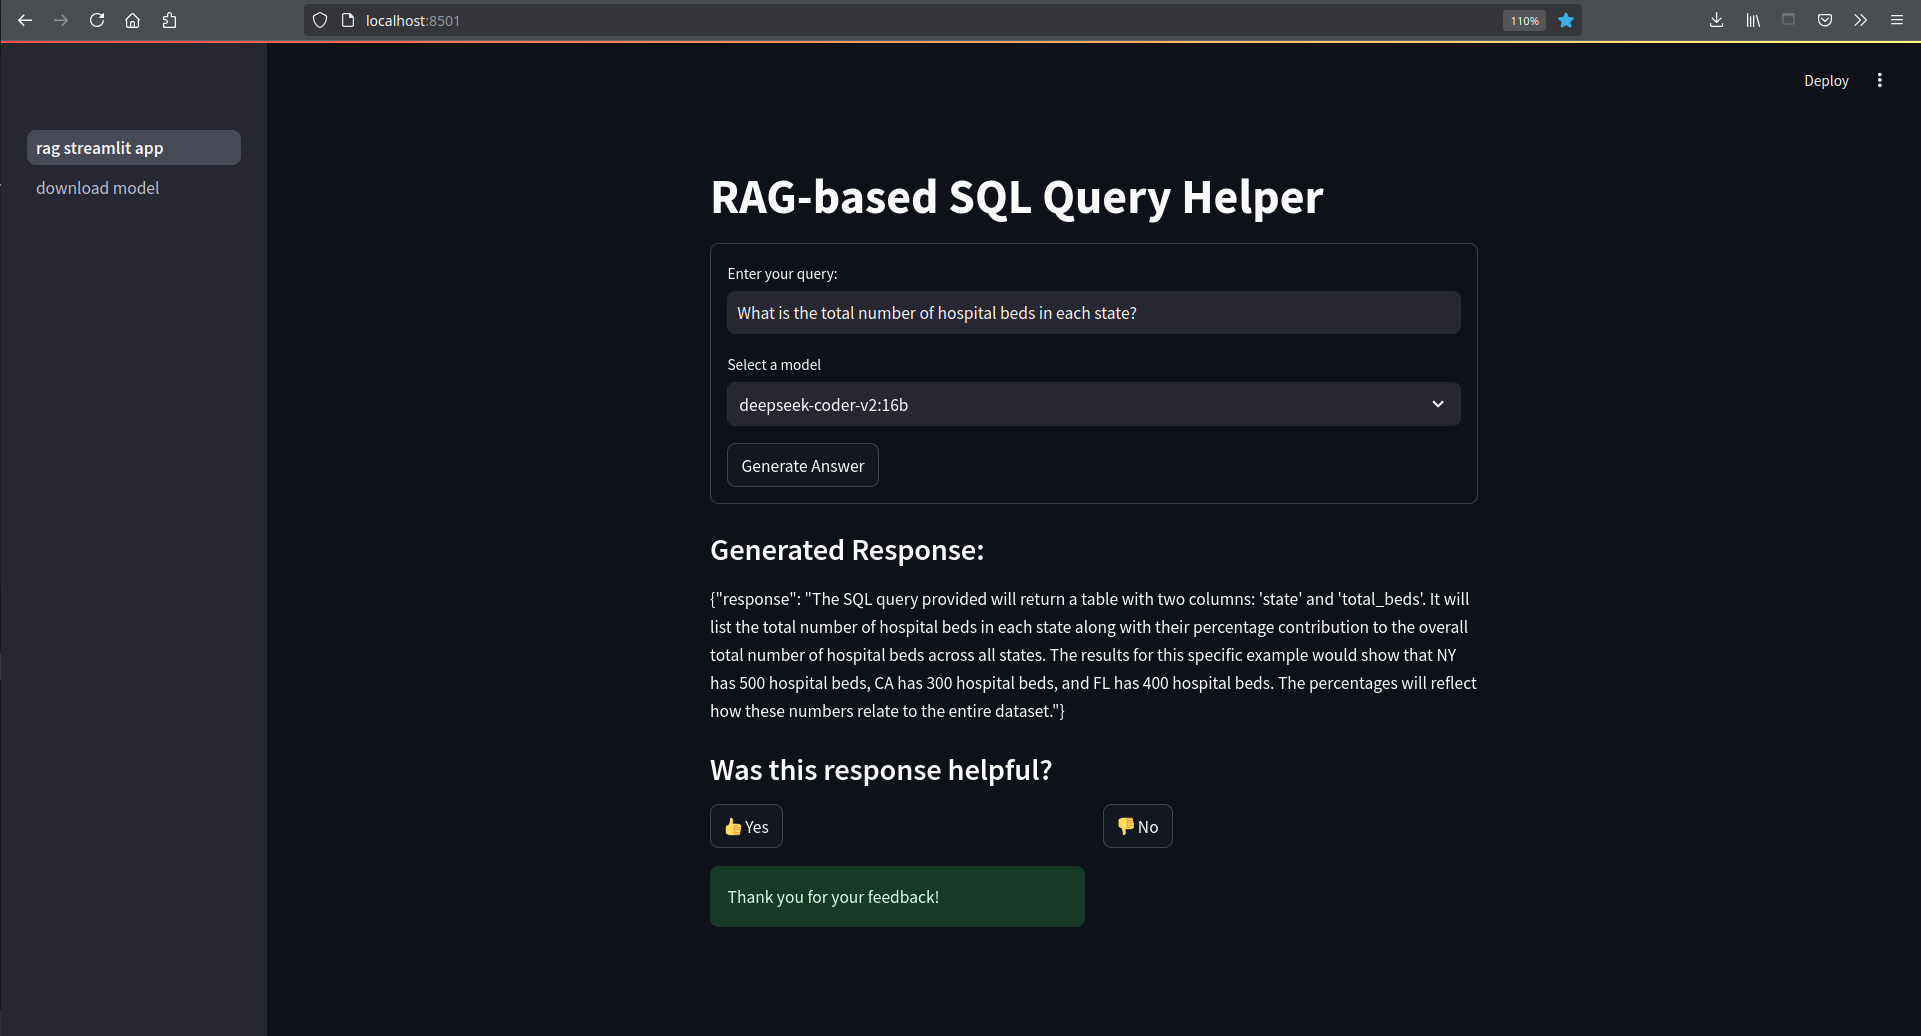 localhost:8501
110%
Deploy
rag streamlit app
download model
RAG-based SQL Query Helper
Enter your query:
What is the total number of hospital beds in each state?
Select a model
deepseek-coder-v2:16b
Generate Answer
Generated Response:
{"response": "The SQL query provided will return a table with two columns: 'state' and 'total_beds'. It will
list the total number of hospital beds in each state along with their percentage contribution to the overall
total number of hospital beds across all states. The results for this specific example would show that NY
has 500 hospital beds, CA has 300 hospital beds, and FL has 400 hospital beds. The percentages will reflect
how these numbers relate to the entire dataset."}
Was this response helpful?
👍 Yes
👎 No
Thank you for your feedback!